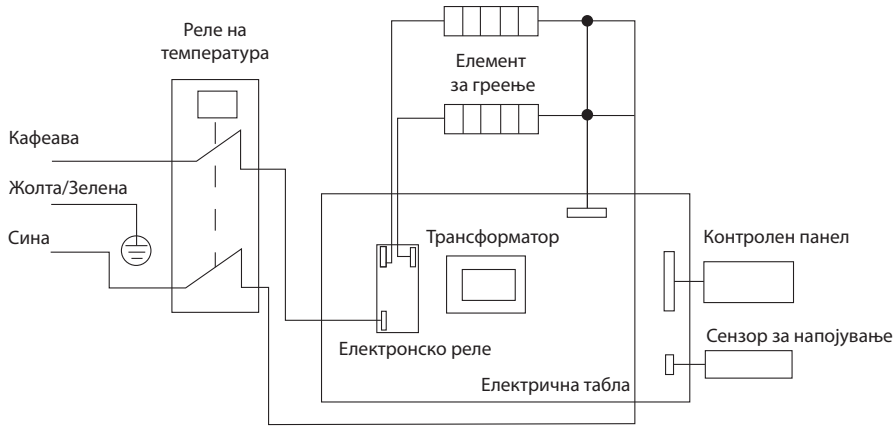 Реле на
температура
Елемент
за греење
Кафеава
Жолта/Зелена
Сина
Трансформатор
Контролен панел
Електронско реле
Сензор за напојување
Електрична табла